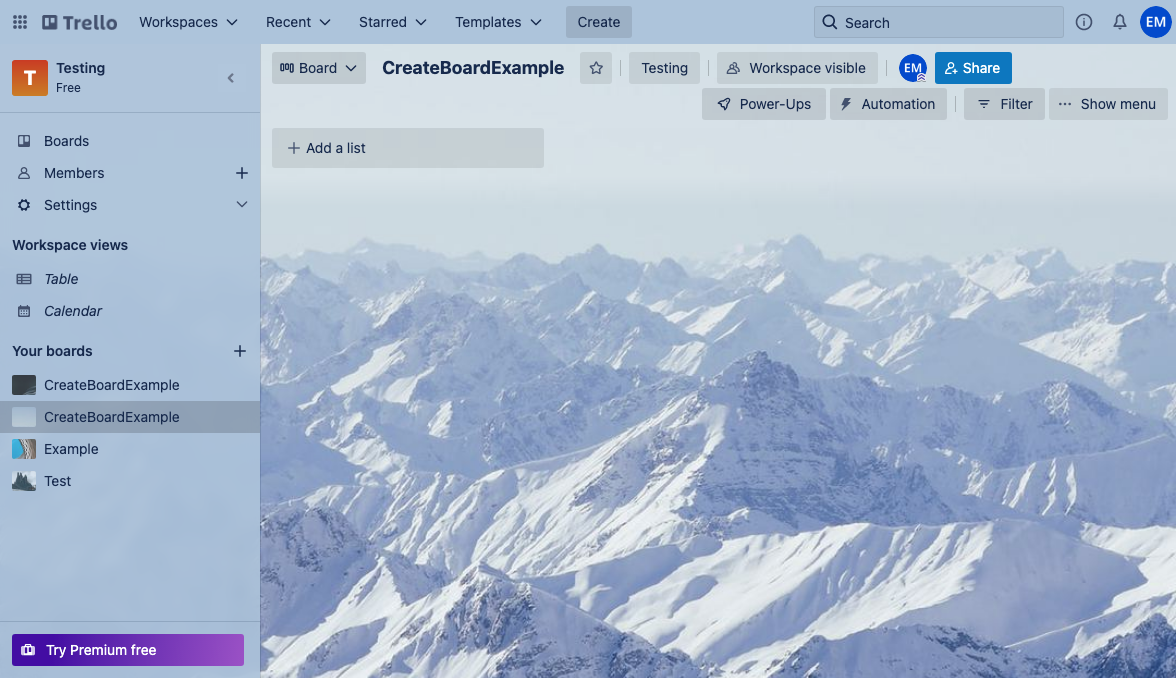 Trello Workspaces Recent Starred Templates Create Search EM
T Testing
Free
Board CreateBoardExample Testing Workspace visible EM Share
Power-Ups Automation Filter Show menu
Add a list
Boards
Members
Settings
Workspace views
Table
Calendar
Your boards
CreateBoardExample
CreateBoardExample
Example
Test
Try Premium free